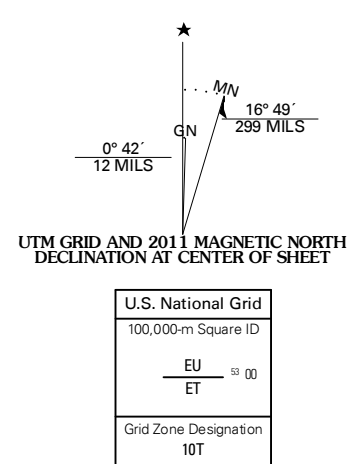 ★
MN
16° 49´
299 MILS
GN
0° 42´
12 MILS
UTM GRID AND 2011 MAGNETIC NORTH
DECLINATION AT CENTER OF SHEET
U.S. National Grid
100,000-m Square ID
EU
53 00
ET
Grid Zone Designation
10T